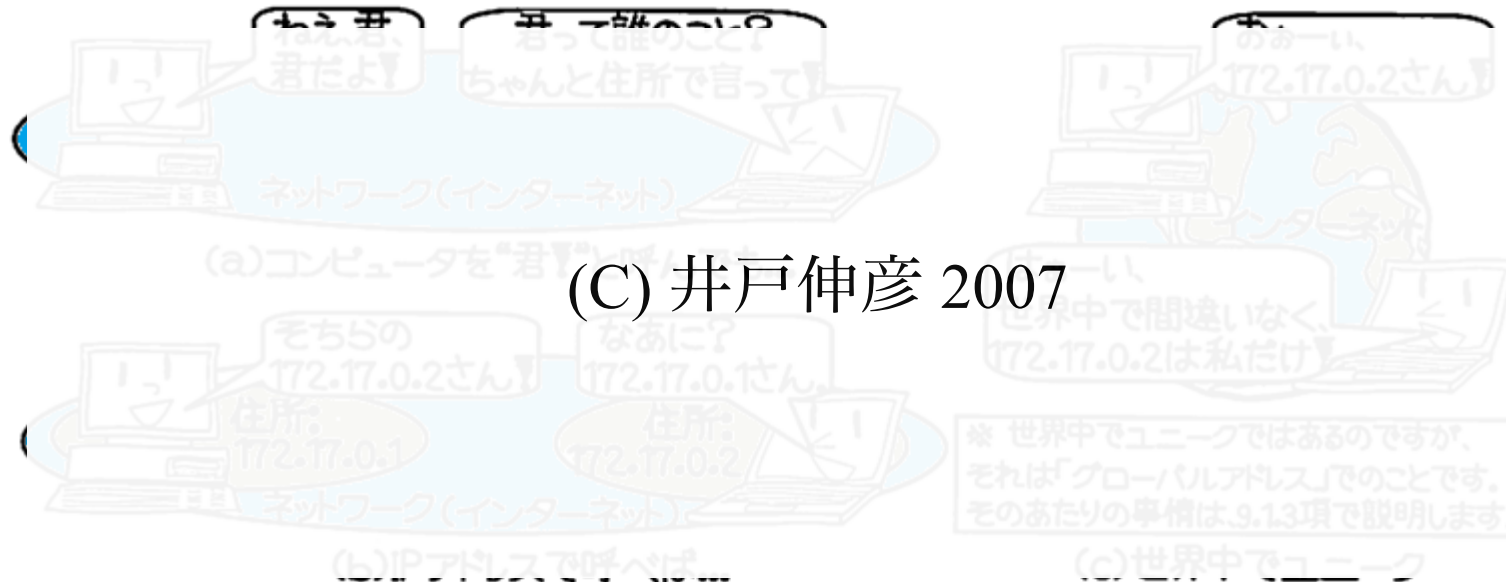 ねえ、君、
君だよ!
君って誰のこと?
ちゃんと住所で言って!
ネットワーク(インターネット)
(a)コンピュータを“君!”と呼んでも…
おぉーい、
172.17.0.2さん!
インターネット
世界中で間違いなく、
172.17.0.2は私だけ!
(C) 井戸伸彦 2007
そちらの
172.17.0.2さん!
なあに?
172.17.0.1さん。
住所:
172.17.0.1
住所:
172.17.0.2
ネットワーク(インターネット)
(b)IPアドレスで呼べば…
※ 世界中でユニークではあるのですが、
それは「グローバルアドレス」でのことです。
そのあたりの事情は、9.1.3項で説明します
(c)世界中でユニーク